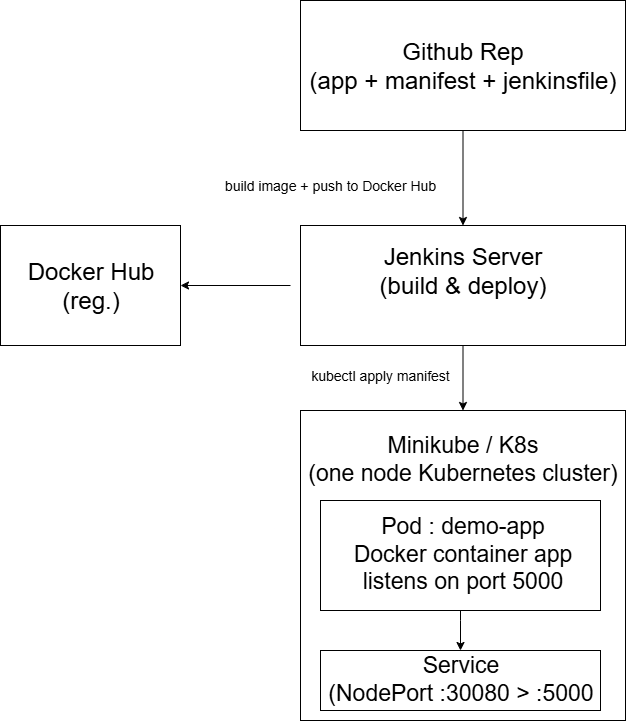 Github Rep
(app + manifest + jenkinsfile)
build image + push to Docker Hub
Docker Hub
(reg.)
Jenkins Server
(build & deploy)
kubectl apply manifest
Minikube / K8s
(one node Kubernetes cluster)
Pod : demo-app
Docker container app
listens on port 5000
Service
(NodePort :30080 > :5000